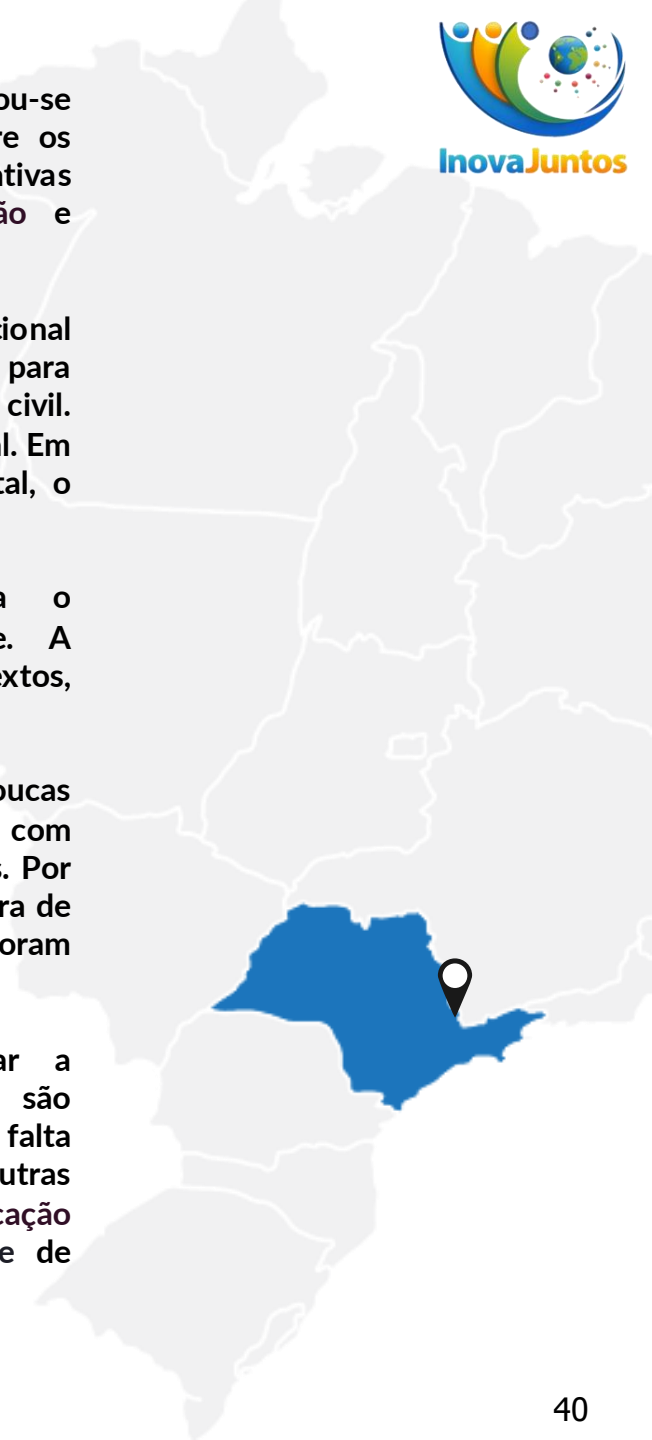 InovaJuntos
ou-se
re os
ativas
ão e
cional
para
civil.
l. Em
tal, o
a o
e. A
extos,
oucas
com
s. Por
ra de
oram
ar a
são
falta
utras
cação
e de
40